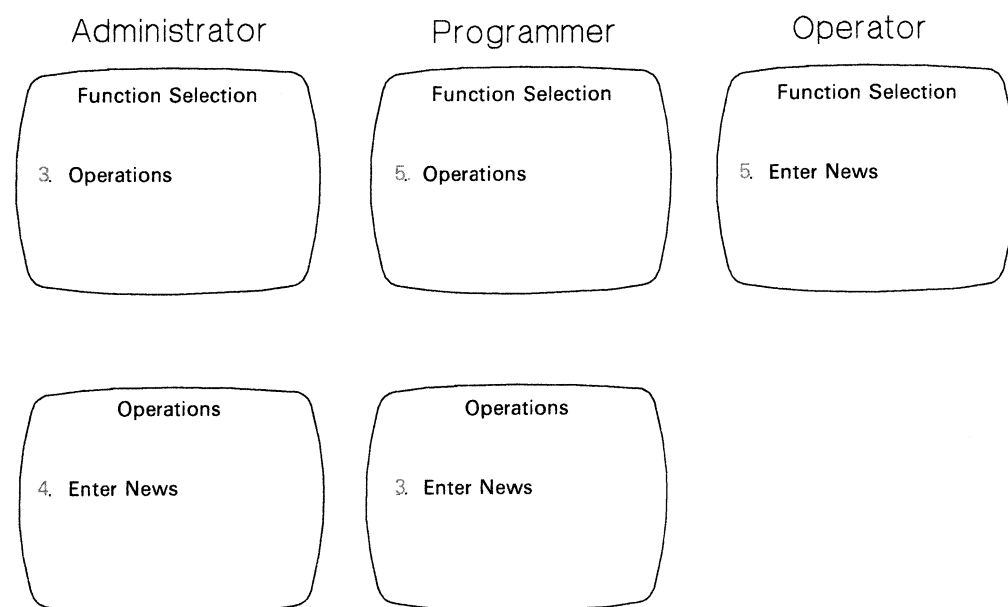 Administrator
Programmer
Operator
Function Selection
3. Operations
Function Selection
5. Operations
Function Selection
5. Enter News
Operations
4. Enter News
Operations
3. Enter News